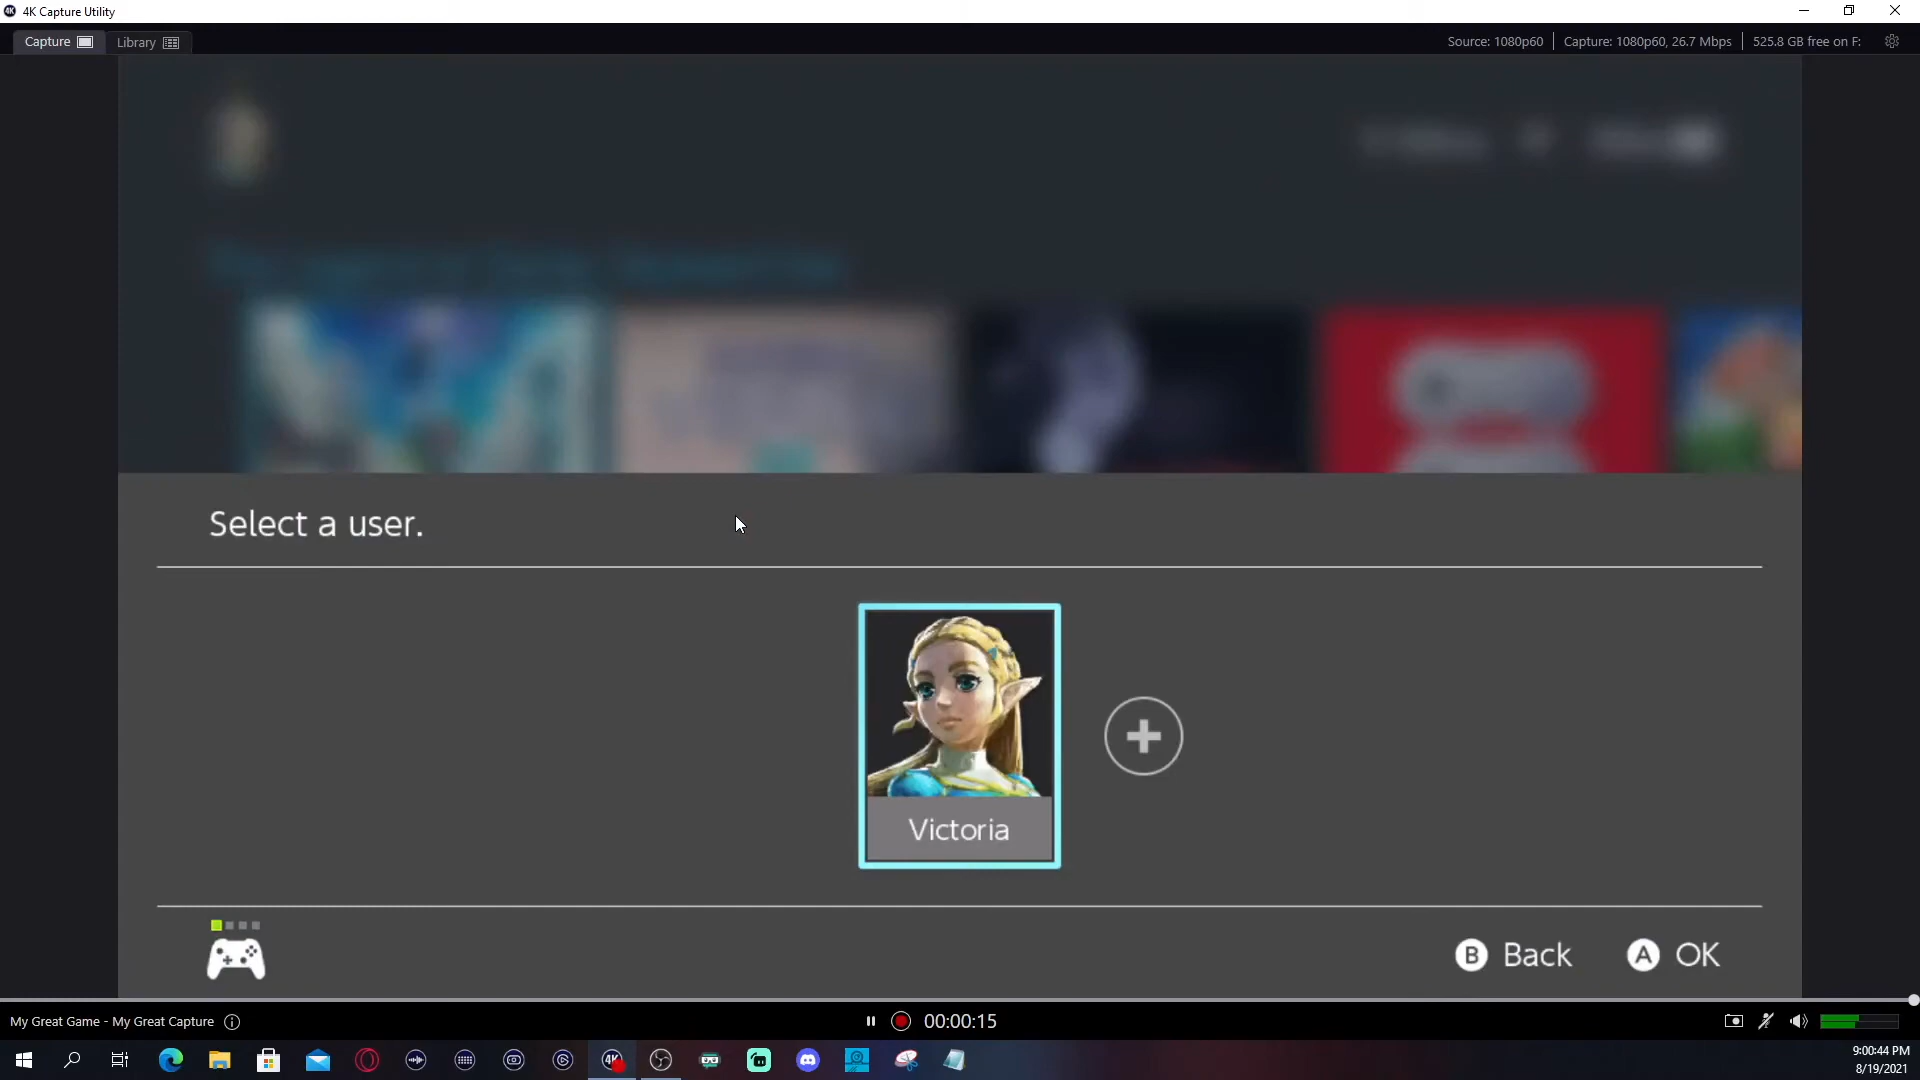 4K Capture Utility
Capture
Library
Source: 1080p60
Capture: 1080p60, 26.7 Mbps
525.8 GB free on F:
Select a user.
Victoria
B Back
A OK
My Great Game - My Great Capture
00:00:15
4K
9:00:44 PM
8/19/2021